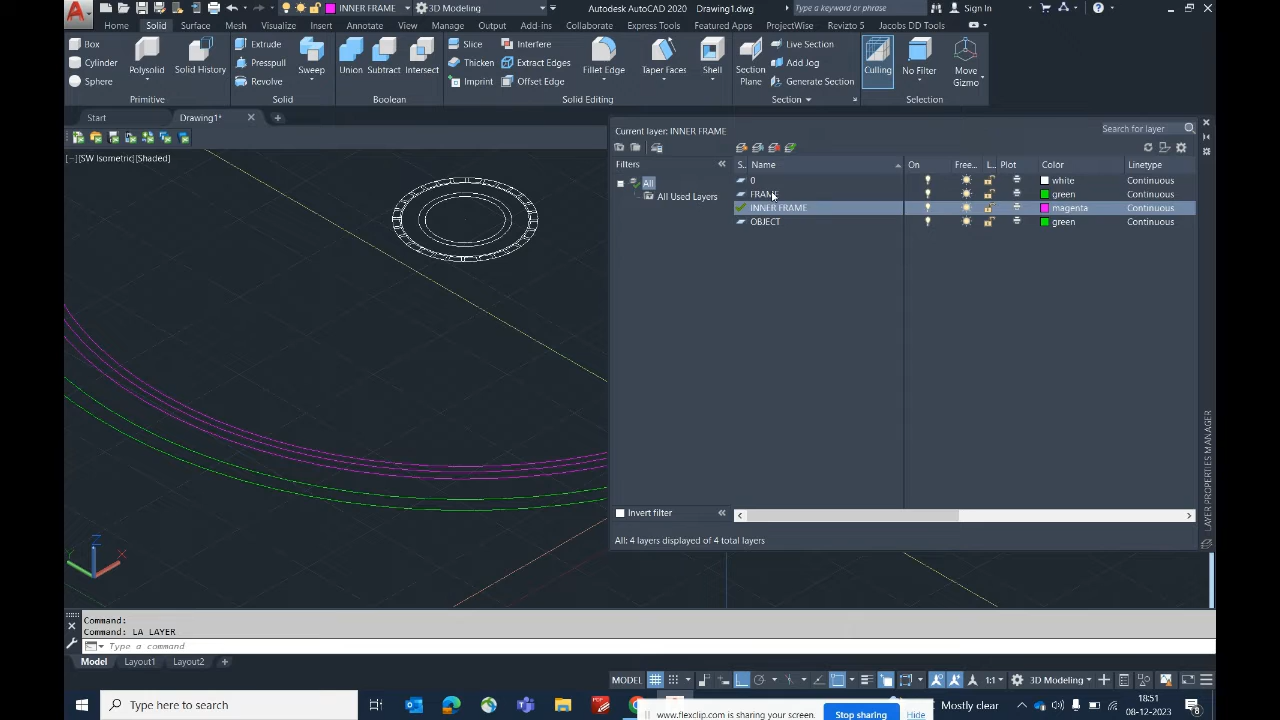 INNER FRAME
3D Modeling
Autodesk AutoCAD 2020 Drawing1.dwg
Type a keyword or phrase
Sign In
Home Solid Surface Mesh Visualize Insert Annotate View Manage Output Add-ins Collaborate Express Tools Featured Apps ProjectWise Revizto 5 Jacobs DD Tools
Box
Cylinder
Sphere
Polysolid
Solid History
Primitive
Extrude
Presspull
Revolve
Sweep
Solid
Union Subtract Intersect
Boolean
Slice Interfere
Thicken Extract Edges
Imprint Offset Edge
Fillet Edge Taper Faces Shell
Solid Editing
Section Plane
Live Section
Add Jog
Generate Section
Section
Culling No Filter Move Gizmo
Selection
Start Drawing1*
[−][SW Isometric][Shaded]
Current layer: INNER FRAME
Search for layer
Filters
All
All Used Layers
S.. Name On Free... L... Plot Color Linetype
0 white Continuous
FRAME green Continuous
INNER FRAME magenta Continuous
OBJECT green Continuous
Invert filter
All: 4 layers displayed of 4 total layers
LAYER PROPERTIES MANAGER
Z
X
Command:
Command: LA LAYER
Type a command
Model Layout1 Layout2
MODEL 1:1 3D Modeling
Type here to search
www.flexclip.com is sharing your screen. Stop sharing Hide
Mostly clear
18:51
08-12-2023